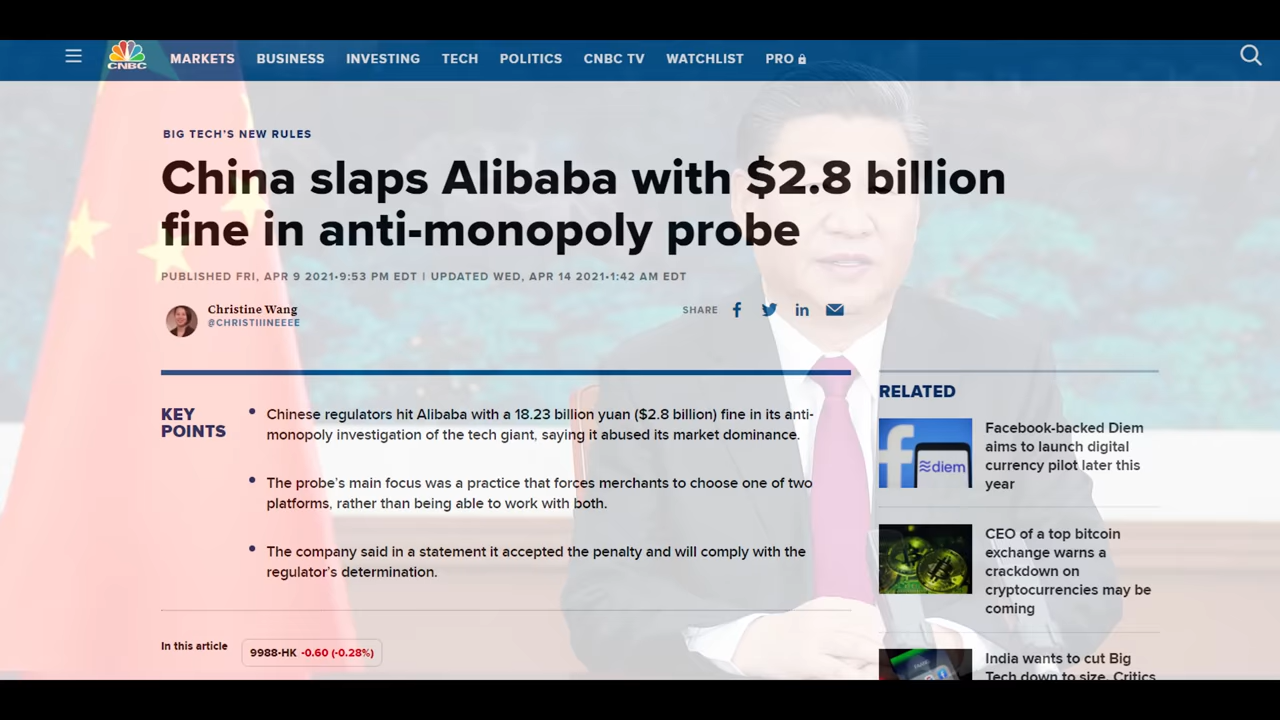 CNBC
MARKETS BUSINESS INVESTING TECH POLITICS CNBC TV WATCHLIST PRO
BIG TECH'S NEW RULES
China slaps Alibaba with $2.8 billion
fine in anti-monopoly probe
PUBLISHED FRI, APR 9 2021•9:53 PM EDT | UPDATED WED, APR 14 2021•1:42 AM EDT
Christine Wang
@CHRISTIIINEEEE
SHARE
KEY
POINTS
• Chinese regulators hit Alibaba with a 18.23 billion yuan ($2.8 billion) fine in its anti-
monopoly investigation of the tech giant, saying it abused its market dominance.
• The probe's main focus was a practice that forces merchants to choose one of two
platforms, rather than being able to work with both.
• The company said in a statement it accepted the penalty and will comply with the
regulator's determination.
In this article
9988-HK -0.60 (-0.28%)
RELATED
diem
Facebook-backed Diem
aims to launch digital
currency pilot later this
year
CEO of a top bitcoin
exchange warns a
crackdown on
cryptocurrencies may be
coming
India wants to cut Big
Tech down to size. Critics